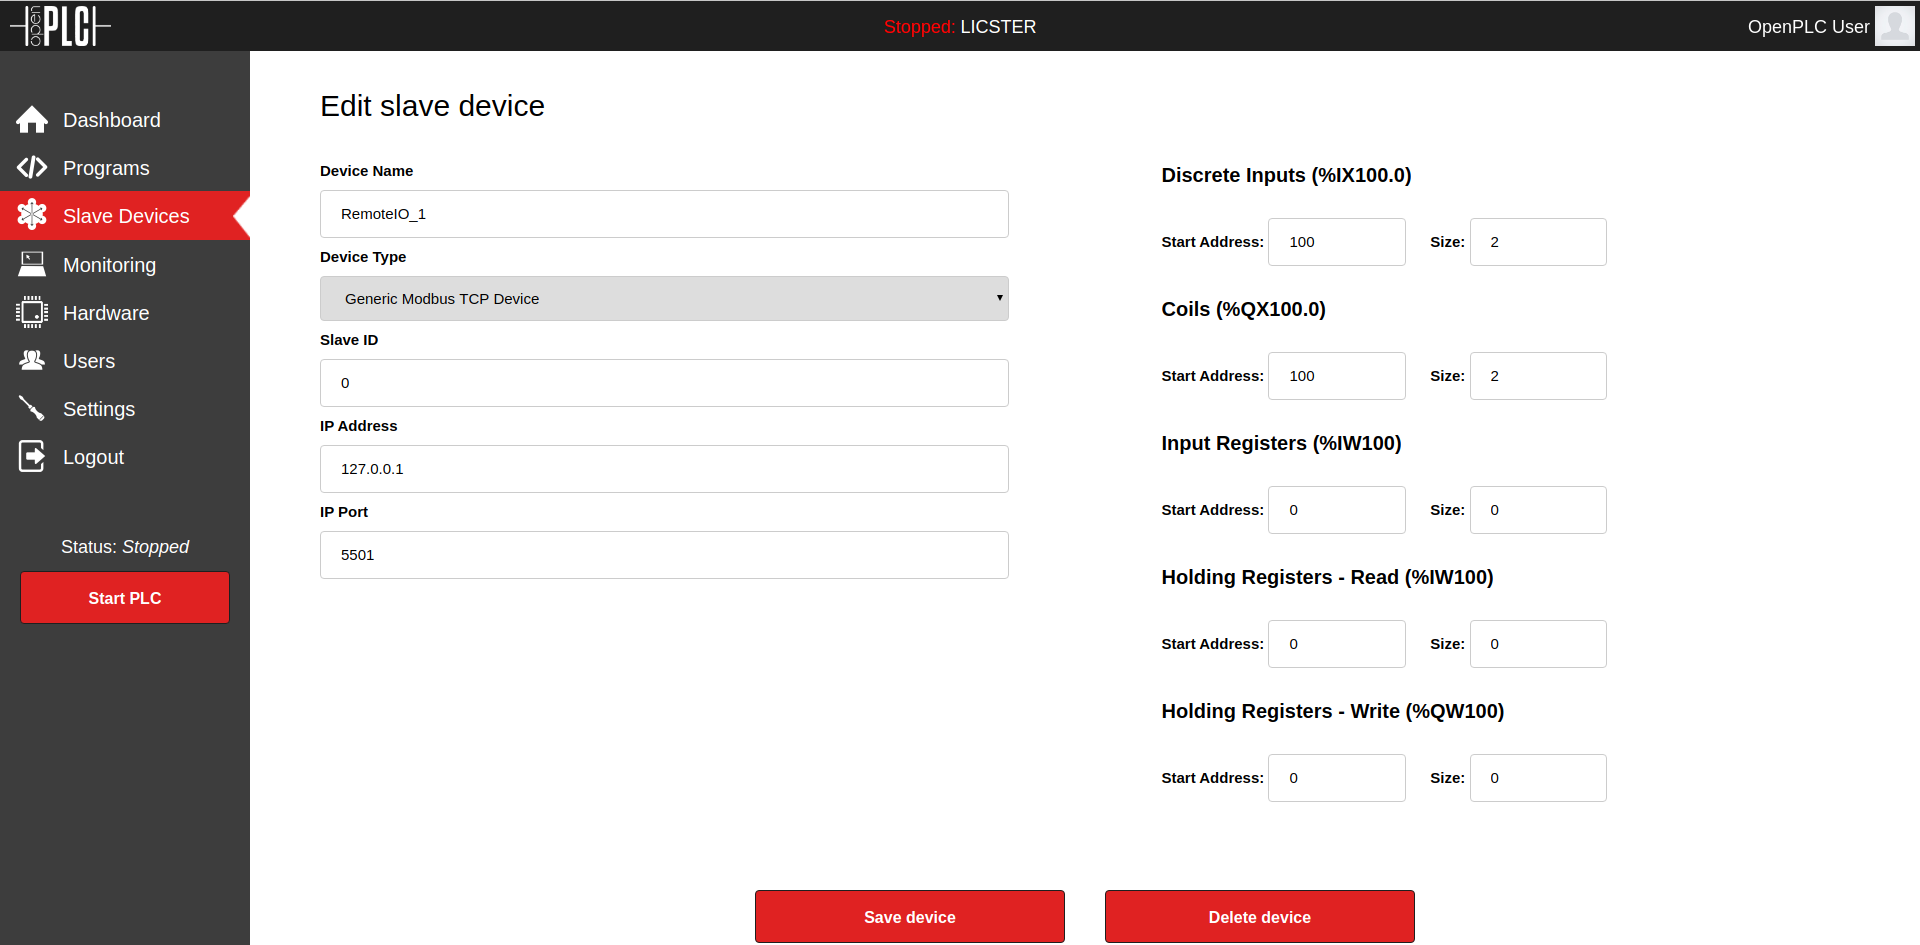 open PLC
Stopped: LICSTER
OpenPLC User
Dashboard
Programs
Slave Devices
Monitoring
Hardware
Users
Settings
Logout
Status: Stopped
Start PLC
Edit slave device
Device Name
RemoteIO_1
Device Type
Generic Modbus TCP Device
Slave ID
0
IP Address
127.0.0.1
IP Port
5501
Discrete Inputs (%IX100.0)
Start Address: 100 Size: 2
Coils (%QX100.0)
Start Address: 100 Size: 2
Input Registers (%IW100)
Start Address: 0 Size: 0
Holding Registers - Read (%IW100)
Start Address: 0 Size: 0
Holding Registers - Write (%QW100)
Start Address: 0 Size: 0
Save device
Delete device